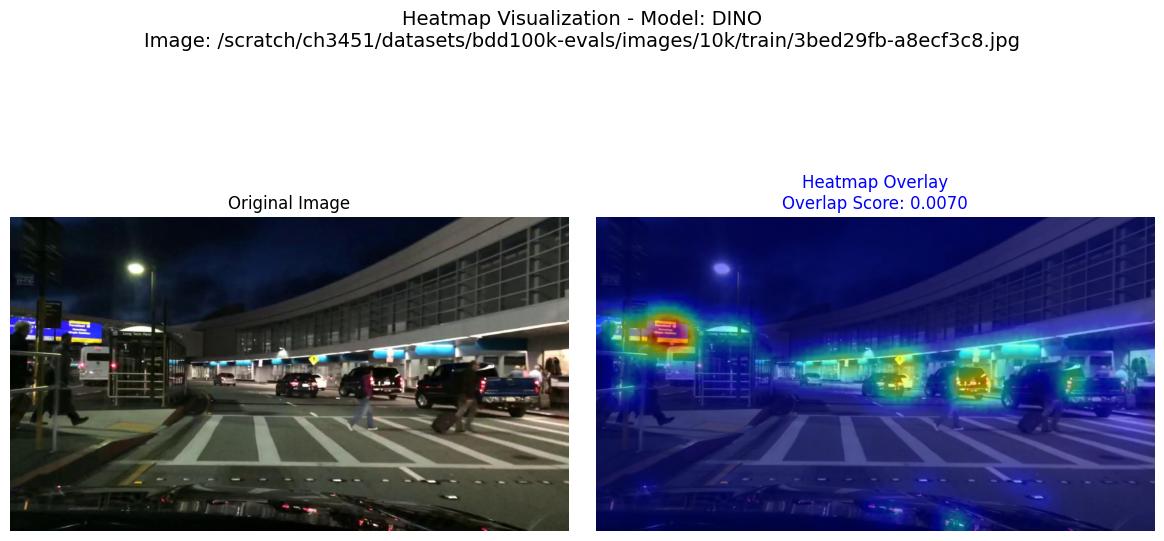 Heatmap Visualization - Model: DINO
Image: /scratch/ch3451/datasets/bdd100k-evals/images/10k/train/3bed29fb-a8ecf3c8.jpg
Original Image
Heatmap Overlay
Overlap Score: 0.0070